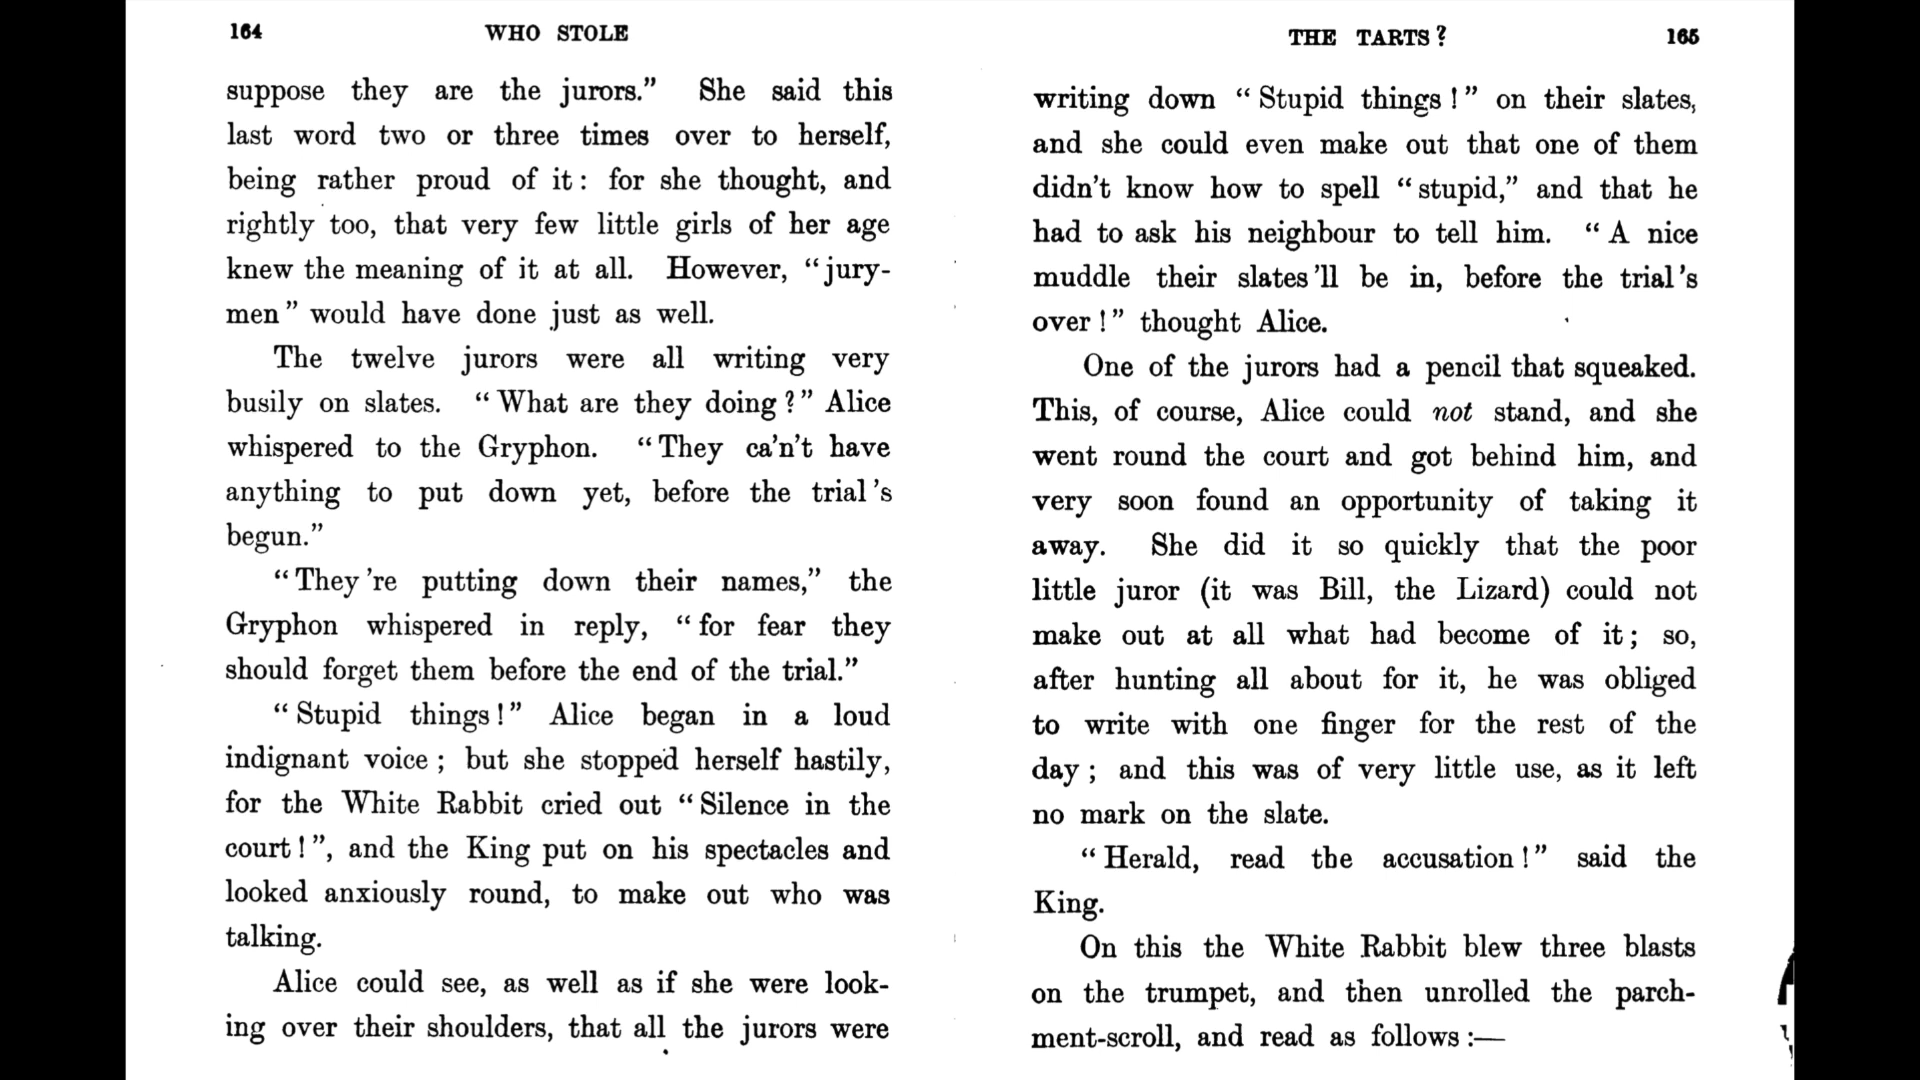 164 WHO STOLE
suppose they are the jurors.” She said this
last word two or three times over to herself,
being rather proud of it: for she thought, and
rightly too, that very few little girls of her age
knew the meaning of it at all. However, “jury-
men” would have done just as well.
The twelve jurors were all writing very
busily on slates. “What are they doing?” Alice
whispered to the Gryphon. “They ca’n’t have
anything to put down yet, before the trial’s
begun.”
“They’re putting down their names,” the
Gryphon whispered in reply, “for fear they
should forget them before the end of the trial.”
“Stupid things!” Alice began in a loud
indignant voice; but she stopped herself hastily,
for the White Rabbit cried out “Silence in the
court!”, and the King put on his spectacles and
looked anxiously round, to make out who was
talking.
Alice could see, as well as if she were look-
ing over their shoulders, that all the jurors were
THE TARTS? 165
writing down “Stupid things!” on their slates,
and she could even make out that one of them
didn’t know how to spell “stupid,” and that he
had to ask his neighbour to tell him. “A nice
muddle their slates’ll be in, before the trial’s
over!” thought Alice.
One of the jurors had a pencil that squeaked.
This, of course, Alice could not stand, and she
went round the court and got behind him, and
very soon found an opportunity of taking it
away. She did it so quickly that the poor
little juror (it was Bill, the Lizard) could not
make out at all what had become of it; so,
after hunting all about for it, he was obliged
to write with one finger for the rest of the
day; and this was of very little use, as it left
no mark on the slate.
“Herald, read the accusation!” said the
King.
On this the White Rabbit blew three blasts
on the trumpet, and then unrolled the parch-
ment-scroll, and read as follows:—